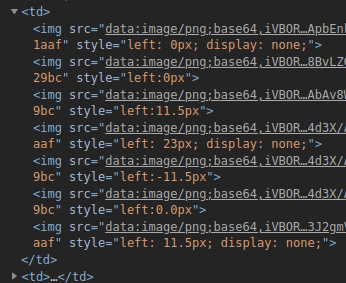 <td>
<img src="data:image/png;base64,iVBOR…ApbEn
1aaf" style="left: 0px; display: none;">
<img src="data:image/png;base64,iVBOR…8BvLZ
29bc" style="left:0px">
<img src="data:image/png;base64,iVBOR…AbAv8
9bc" style="left:11.5px">
<img src="data:image/png;base64,iVBOR…4d3X/
aaf" style="left: 23px; display: none;">
<img src="data:image/png;base64,iVBOR…4d3X/
9bc" style="left:-11.5px">
<img src="data:image/png;base64,iVBOR…4d3X/
9bc" style="left:0.0px">
<img src="data:image/png;base64,iVBOR…3J2gm
aaf" style="left: 11.5px; display: none;">
</td>
<td>…</td>